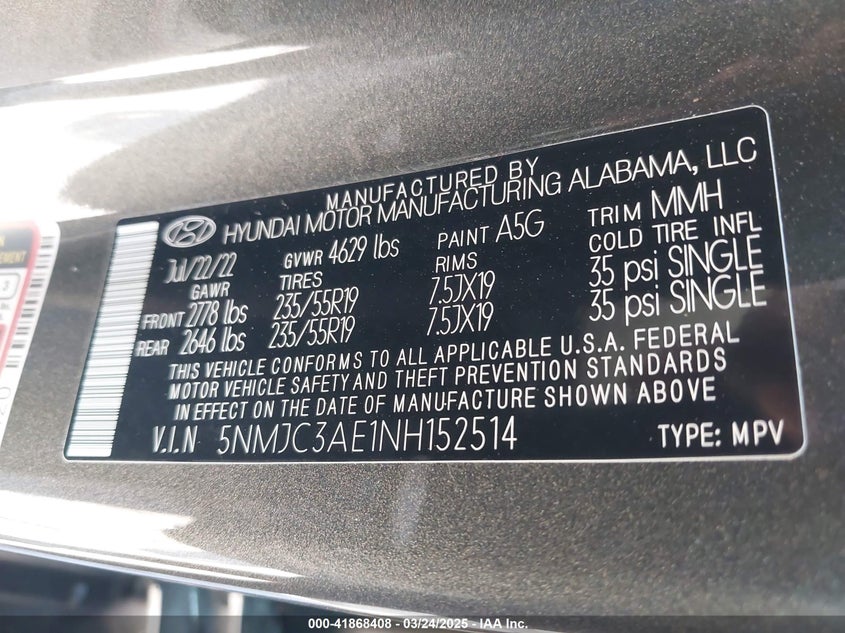 MANUFACTURED BY
HYUNDAI MOTOR MANUFACTURING ALABAMA, LLC
Jul/22/22 GVWR 4629 lbs PAINT A5G TRIM MMH
GAWR TIRES RIMS COLD TIRE INFL
FRONT 2778 lbs 235/55R19 7.5JX19 35 psi SINGLE
REAR 2646 lbs 235/55R19 7.5JX19 35 psi SINGLE
THIS VEHICLE CONFORMS TO ALL APPLICABLE U.S.A. FEDERAL
MOTOR VEHICLE SAFETY AND THEFT PREVENTION STANDARDS
IN EFFECT ON THE DATE OF MANUFACTURE SHOWN ABOVE
V.I.N 5NMJC3AE1NH152514 TYPE: MPV
000-41868408 - 03/24/2025 - IAA Inc.